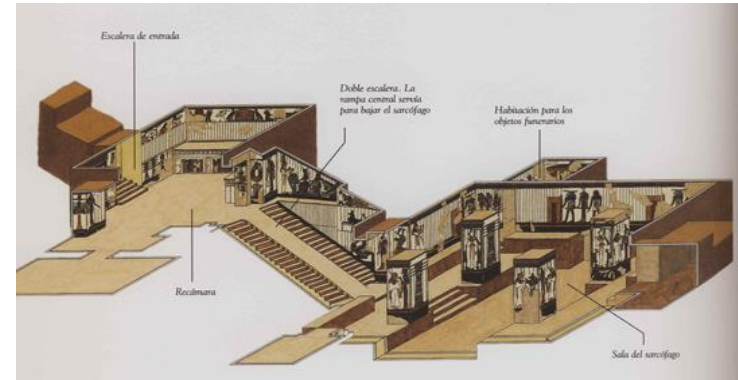 Escalera de entrada
Doble escalera. La
rampa central servía
para bajar el sarcófago
Habitación para los
objetos funerarios
Recámara
Sala del sarcófago